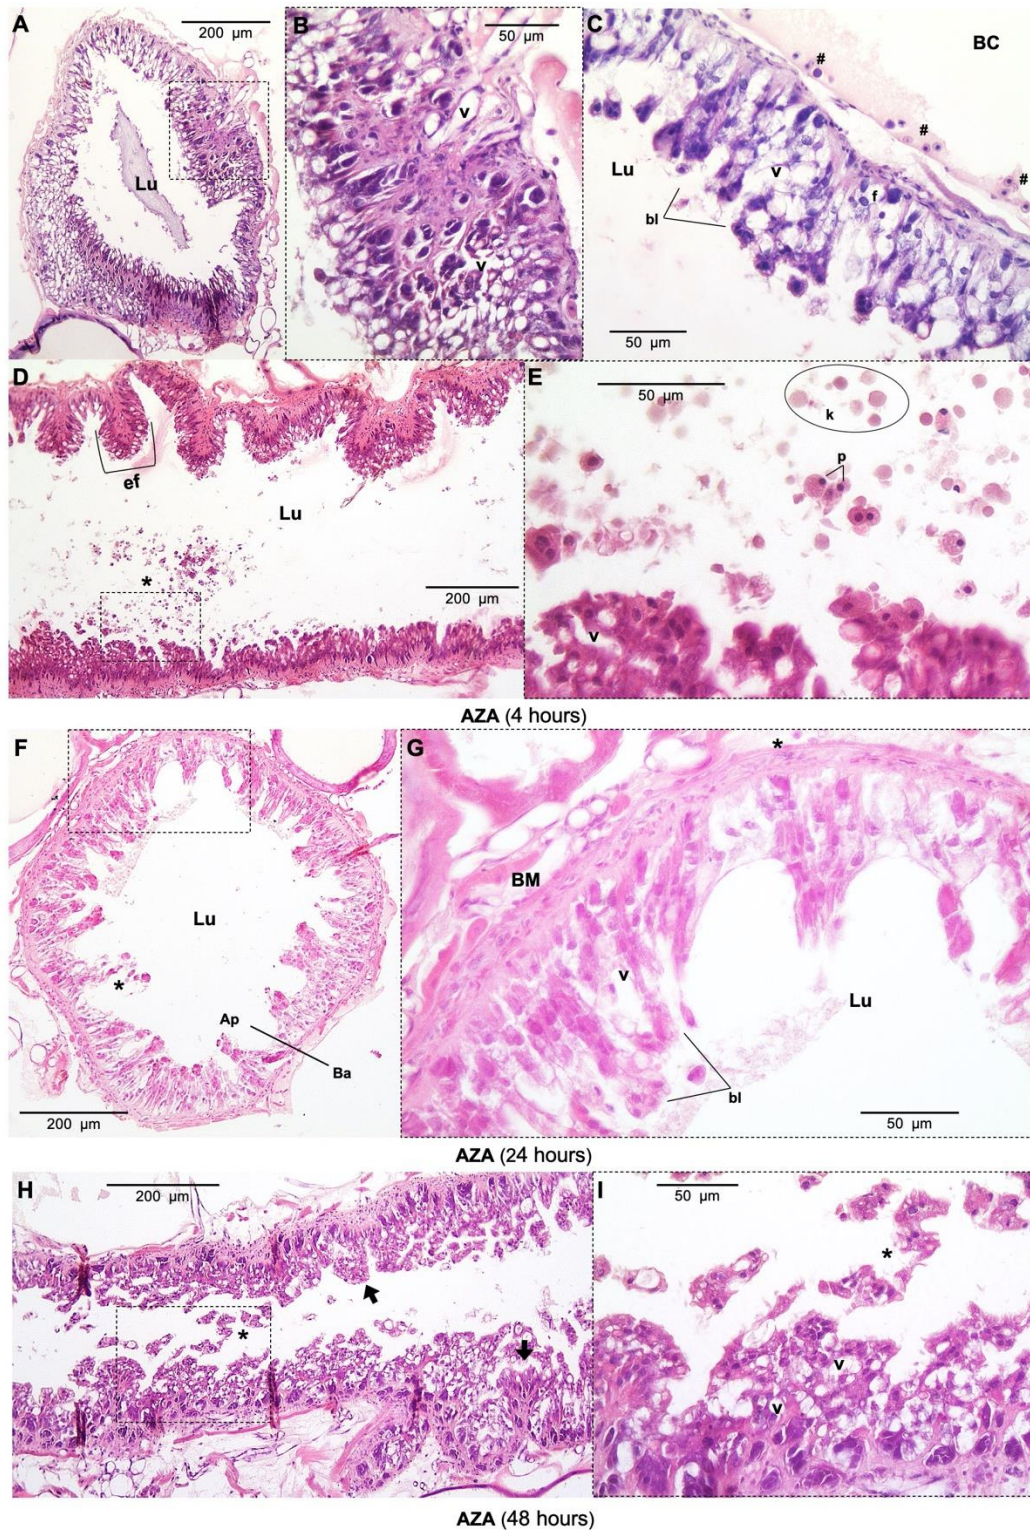 A
200 µm
Lu
B
50 µm
v
v
C
BC
#
#
#
Lu
v
f
bl
50 µm
D
ef
Lu
*
200 µm
E
50 µm
k
p
v
AZA (4 hours)
F
Lu
*
Ap
Ba
200 µm
G
*
BM
v
Lu
bl
50 µm
AZA (24 hours)
H
200 µm
*
I
50 µm
*
v
v
AZA (48 hours)